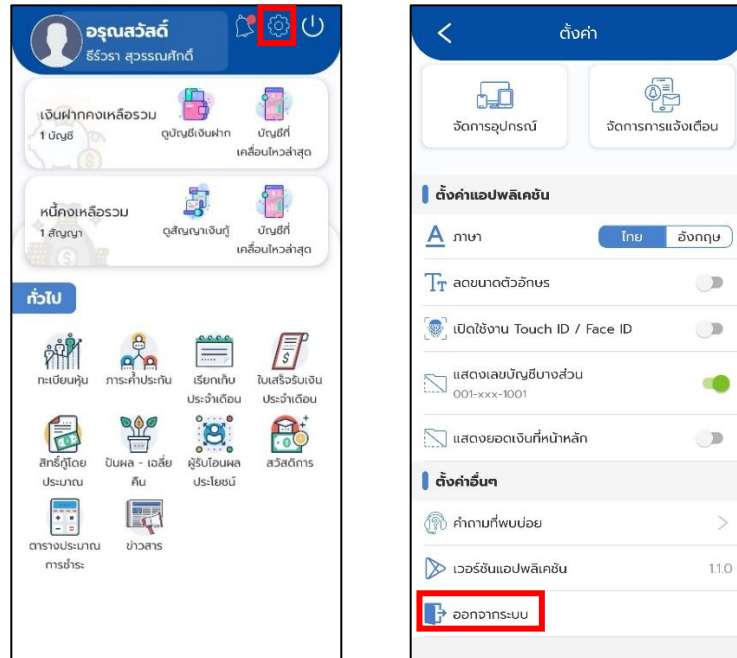 อรุณสวัสดิ์
ธีร์วรา สุวรรณศักดิ์
เงินฝากคงเหลือรวม
1 บัญชี
ดูบัญชีเงินฝาก
บัญชีที่
เคลื่อนไหวล่าสุด
หนี้คงเหลือรวม
1 สัญญา
ดูสัญญาเงินกู้
บัญชีที่
เคลื่อนไหวล่าสุด
ทั่วไป
ทะเบียนหุ้น
ภาระค้ำประกัน
เรียกเก็บ
ประจำเดือน
ใบเสร็จรับเงิน
ประจำเดือน
สิทธิ์กู้โดย
ประมาณ
ปันผล - เฉลี่ย
คืน
ผู้รับโอนผล
ประโยชน์
สวัสดิการ
ตารางประมาณ
การชำระ
ข่าวสาร
ตั้งค่า
จัดการอุปกรณ์
จัดการการแจ้งเตือน
ตั้งค่าแอปพลิเคชัน
ภาษา
ไทย
อังกฤษ
ลดขนาดตัวอักษร
เปิดใช้งาน Touch ID / Face ID
แสดงเลขบัญชีบางส่วน
001-xxx-1001
แสดงยอดเงินที่หน้าหลัก
ตั้งค่าอื่นๆ
คำถามที่พบบ่อย
เวอร์ชันแอปพลิเคชัน
1.1.0
ออกจากระบบ